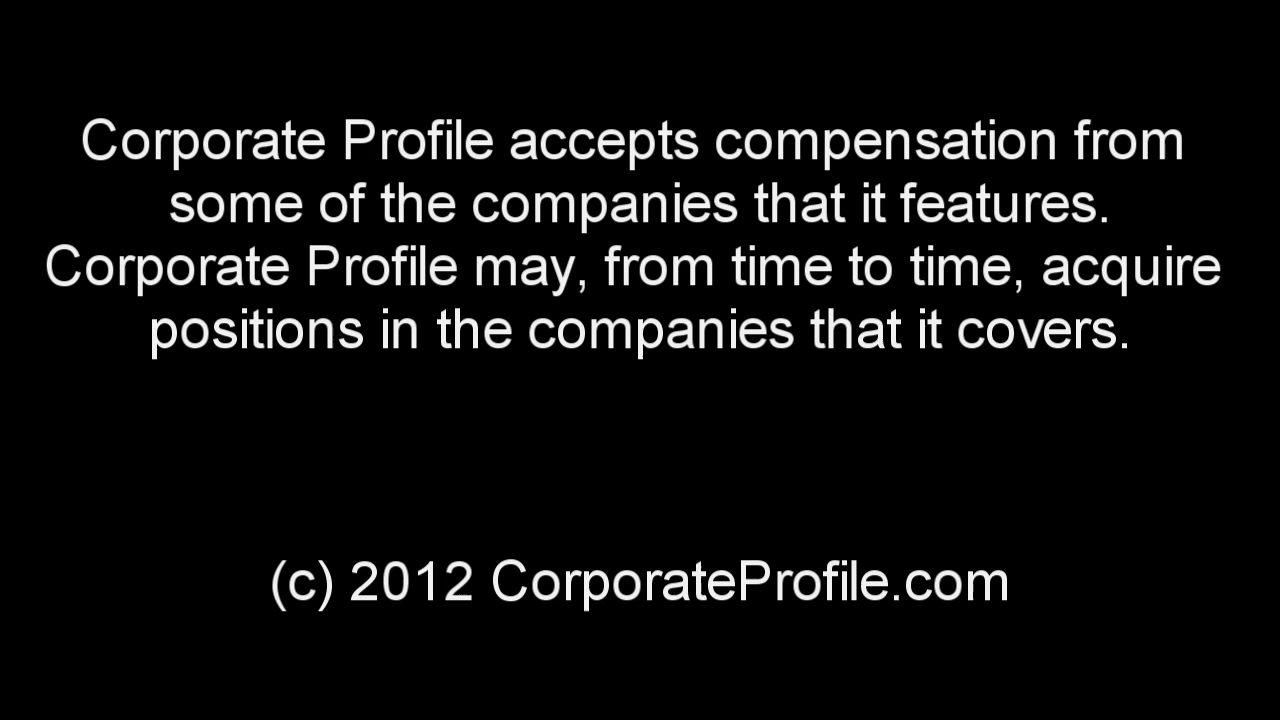 Corporate Profile accepts compensation from
some of the companies that it features.
Corporate Profile may, from time to time, acquire
positions in the companies that it covers.
(c) 2012 CorporateProfile.com